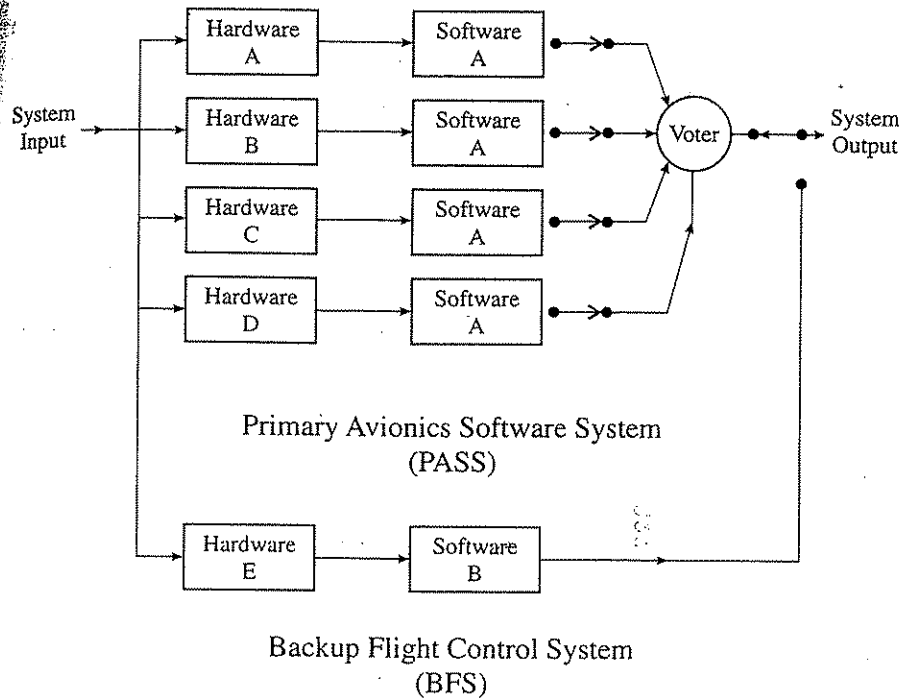 Hardware
A
Software
A
System
Input
Hardware
B
Software
A
Voter
System
Output
Hardware
C
Software
A
Hardware
D
Software
A
Primary Avionics Software System
(PASS)
Hardware
E
Software
B
Backup Flight Control System
(BFS)